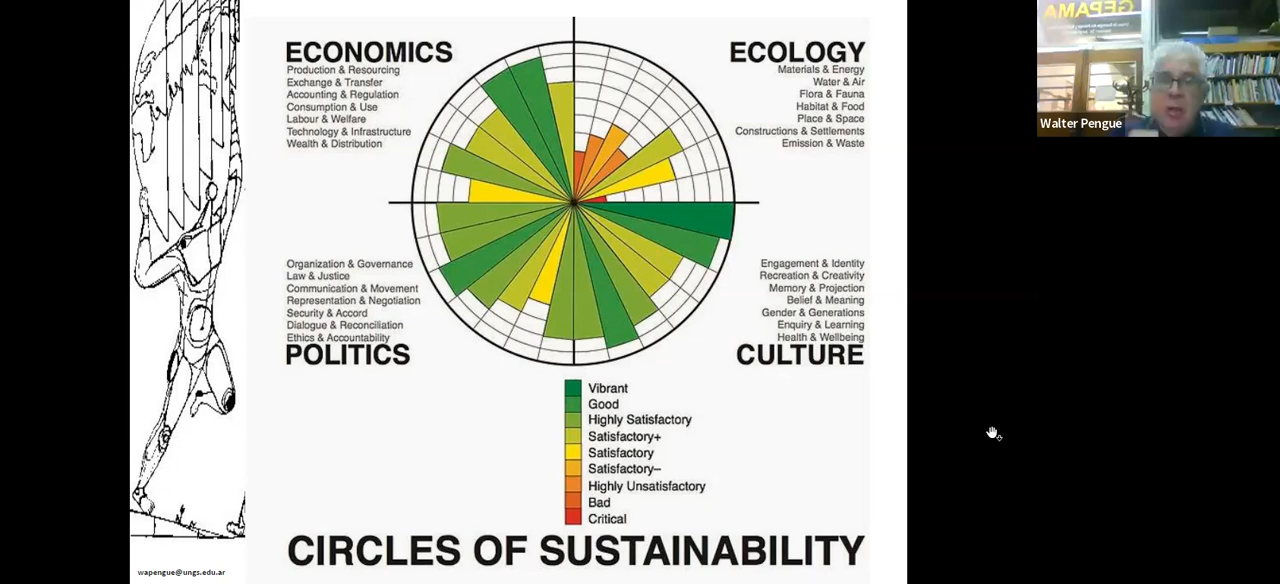 ECONOMICS
Production & Resourcing
Exchange & Transfer
Accounting & Regulation
Consumption & Use
Labour & Welfare
Technology & Infrastructure
Wealth & Distribution
ECOLOGY
Materials & Energy
Water & Air
Flora & Fauna
Habitat & Food
Place & Space
Constructions & Settlements
Emission & Waste
GEPAMA
Walter Pengue
Organization & Governance
Law & Justice
Communication & Movement
Representation & Negotiation
Security & Accord
Dialogue & Reconciliation
Ethics & Accountability
POLITICS
Engagement & Identity
Recreation & Creativity
Memory & Projection
Belief & Meaning
Gender & Generations
Enquiry & Learning
Health & Wellbeing
CULTURE
Vibrant
Good
Highly Satisfactory
Satisfactory+
Satisfactory
Satisfactory–
Highly Unsatisfactory
Bad
Critical
CIRCLES OF SUSTAINABILITY
wapengue@ungs.edu.ar